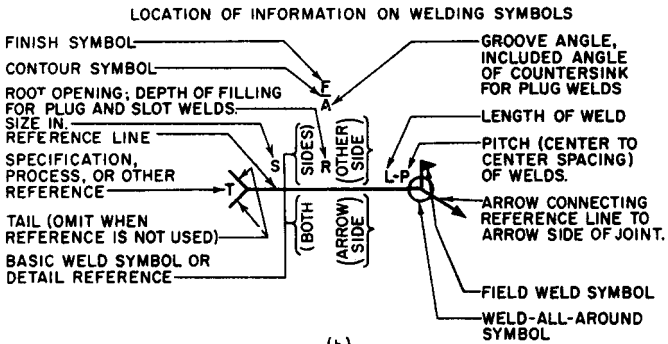 LOCATION OF INFORMATION ON WELDING SYMBOLS
FINISH SYMBOL
CONTOUR SYMBOL
ROOT OPENING; DEPTH OF FILLING
FOR PLUG AND SLOT WELDS.
SIZE IN.
REFERENCE LINE
SPECIFICATION,
PROCESS, OR OTHER
REFERENCE
TAIL (OMIT WHEN
REFERENCE IS NOT USED)
BASIC WELD SYMBOL OR
DETAIL REFERENCE
F
A
S
R
T
L-P
(BOTH
SIDES)
(ARROW
SIDE)
(OTHER
SIDE)
GROOVE ANGLE,
INCLUDED ANGLE
OF COUNTERSINK
FOR PLUG WELDS
LENGTH OF WELD
PITCH (CENTER TO
CENTER SPACING)
OF WELDS.
ARROW CONNECTING
REFERENCE LINE TO
ARROW SIDE OF JOINT.
FIELD WELD SYMBOL
WELD-ALL-AROUND
SYMBOL